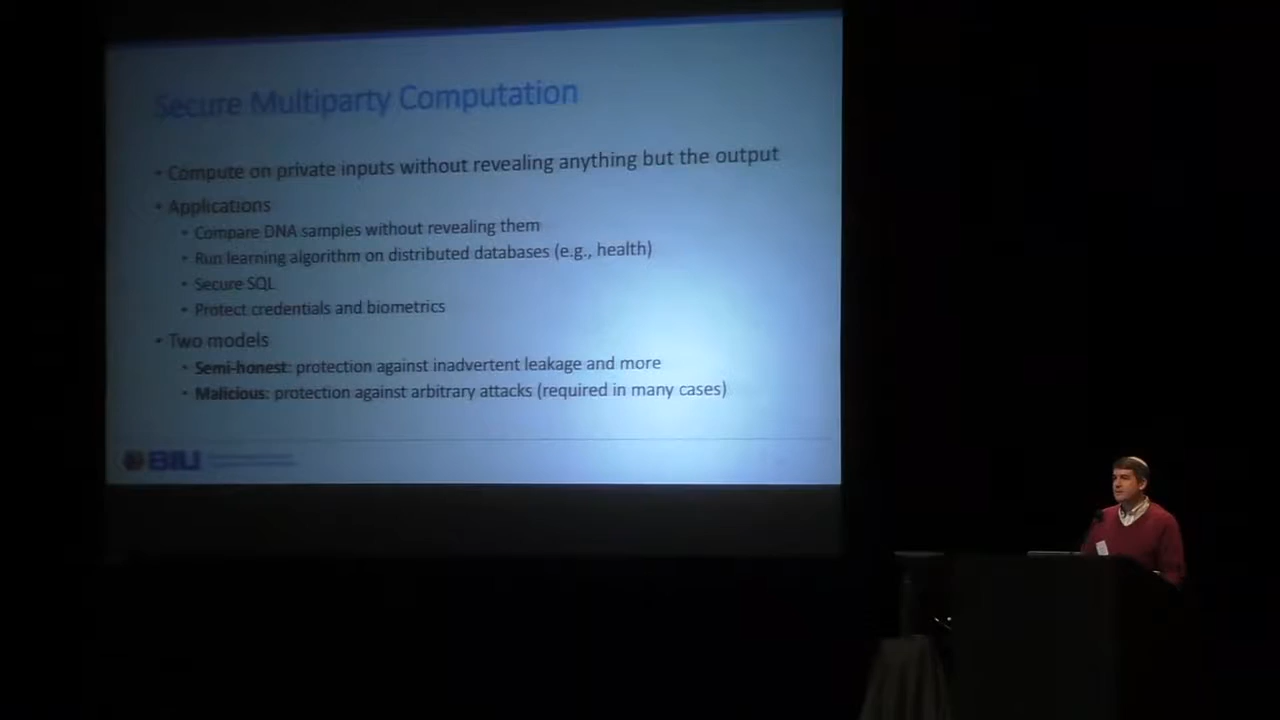 Secure Multiparty Computation
• Compute on private inputs without revealing anything but the output
• Applications
• Compare DNA samples without revealing them
• Run learning algorithm on distributed databases (e.g., health)
• Secure SQL
• Protect credentials and biometrics
• Two models
• Semi-honest: protection against inadvertent leakage and more
• Malicious: protection against arbitrary attacks (required in many cases)
BIU